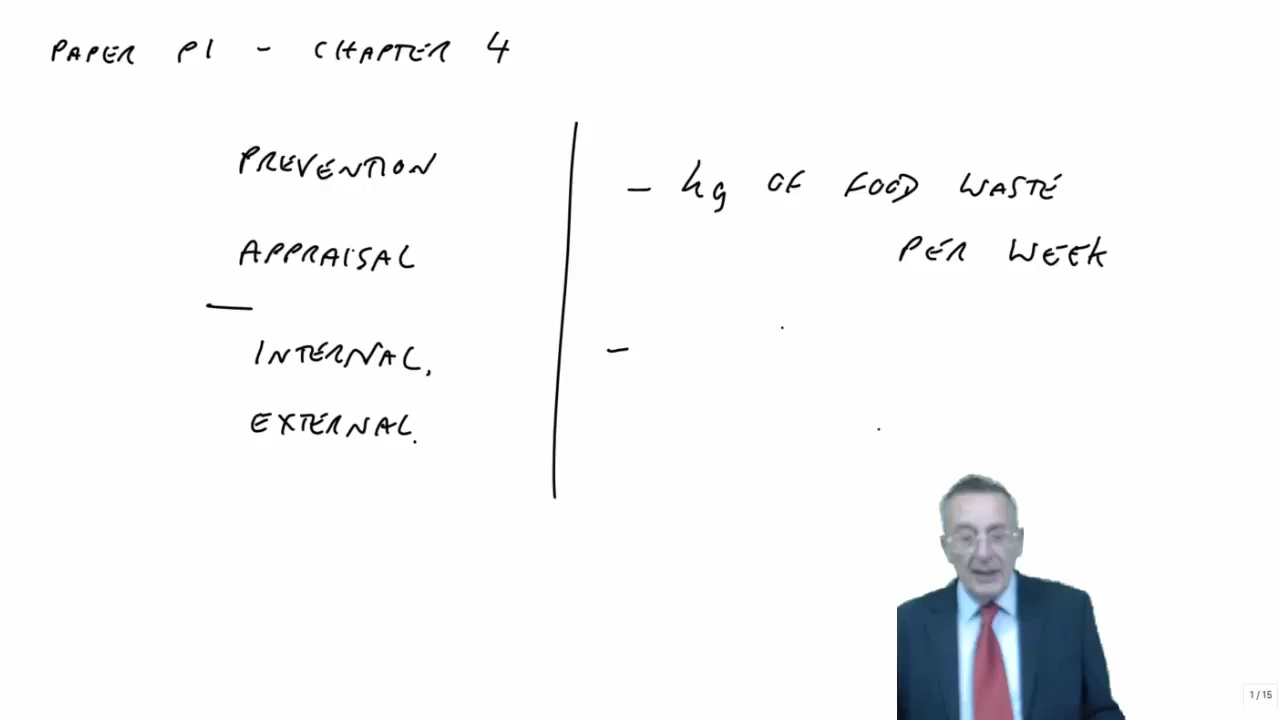 PAPER P1 - CHAPTER 4
PREVENTION
APPRAISAL
INTERNAL.
EXTERNAL.
- kg OF FOOD WASTE
PER WEEK
-
1 / 15